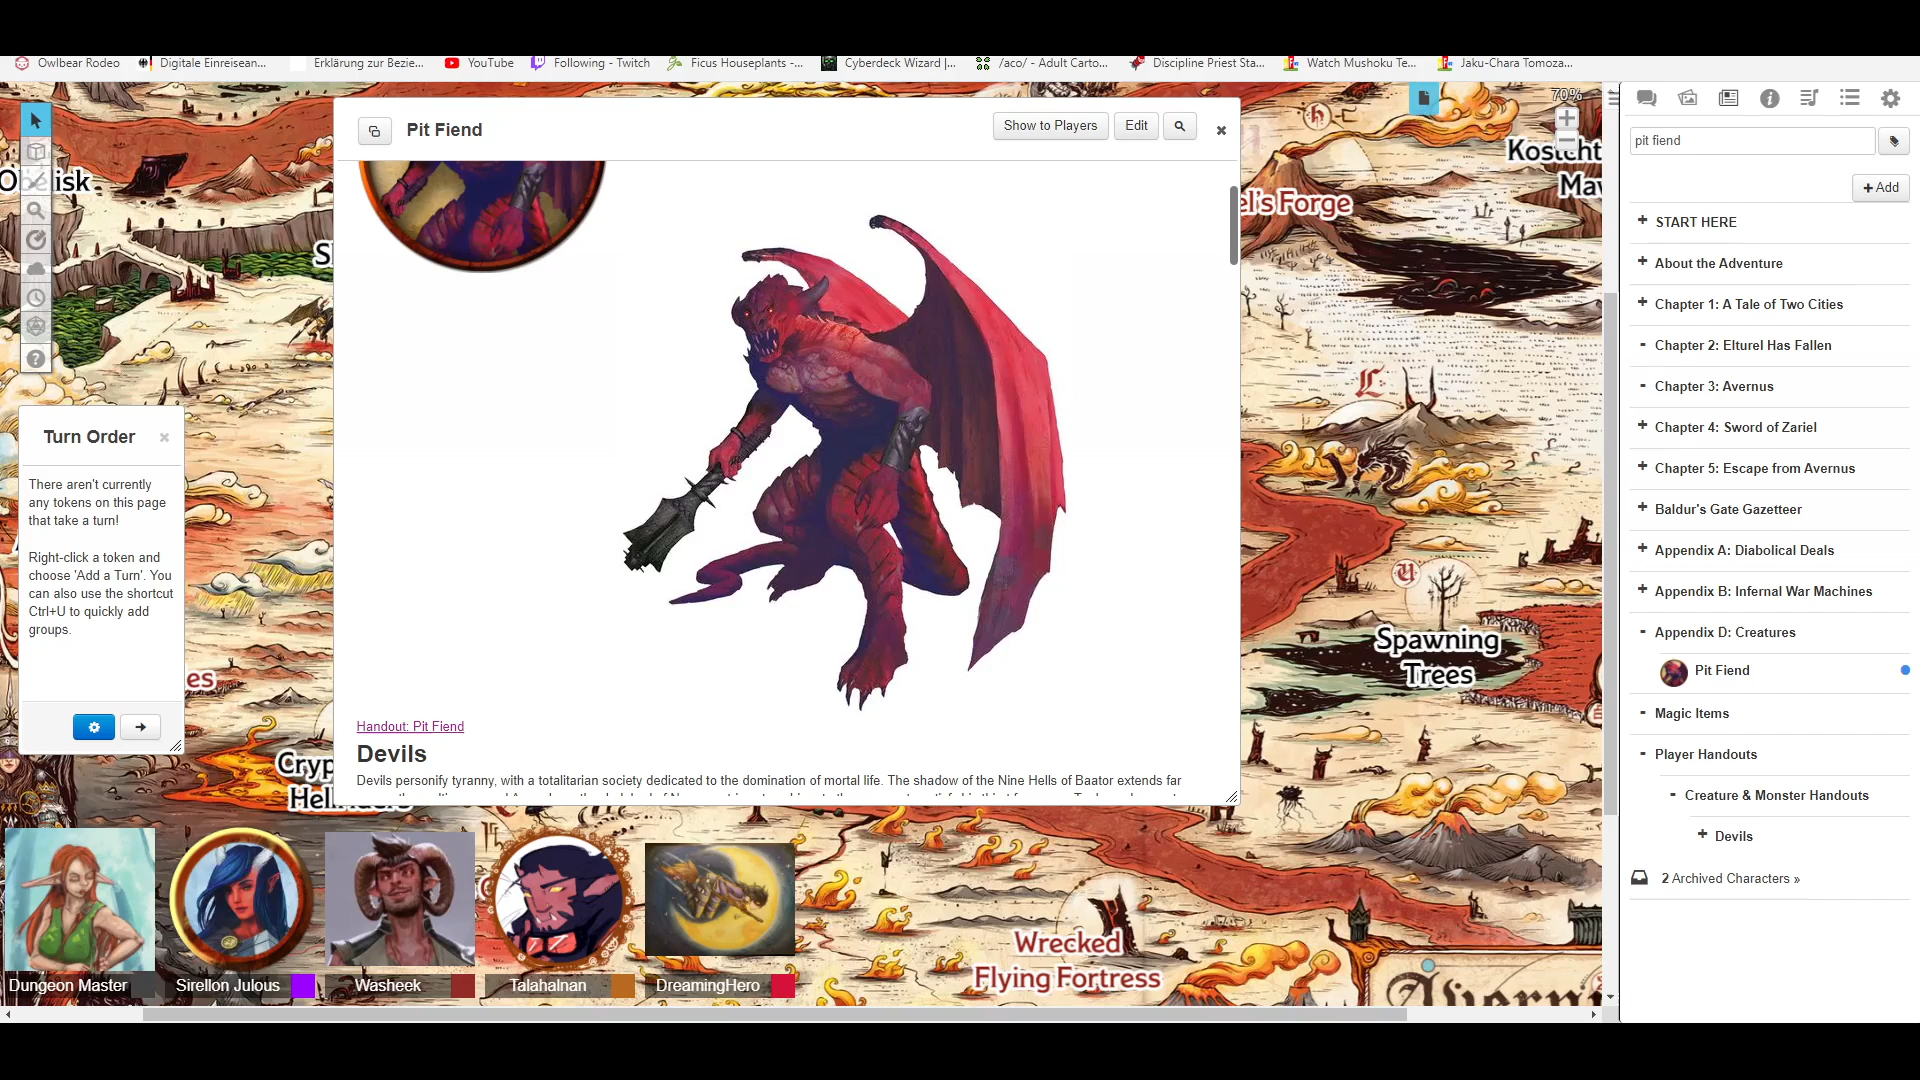 Owlbear Rodeo
Digitale Einreisean...
Erklärung zur Bezie...
YouTube
Following - Twitch
Ficus Houseplants -...
Cyberdeck Wizard |...
/aco/ - Adult Carto...
Discipline Priest Sta...
Watch Mushoku Te...
Jaku-Chara Tomoza...
Pit Fiend
Show to Players
Edit
70%
pit fiend
Add
START HERE
About the Adventure
Chapter 1: A Tale of Two Cities
Chapter 2: Elturel Has Fallen
Chapter 3: Avernus
Chapter 4: Sword of Zariel
Chapter 5: Escape from Avernus
Baldur's Gate Gazetteer
Appendix A: Diabolical Deals
Appendix B: Infernal War Machines
Appendix D: Creatures
Pit Fiend
Magic Items
Player Handouts
Creature & Monster Handouts
Devils
2 Archived Characters »
Turn Order
There aren't currently
any tokens on this page
that take a turn!
Right-click a token and
choose 'Add a Turn'. You
can also use the shortcut
Ctrl+U to quickly add
groups.
Handout: Pit Fiend
Devils
Devils personify tyranny, with a totalitarian society dedicated to the domination of mortal life. The shadow of the Nine Hells of Baator extends far
el's Forge
Spawning
Trees
Wrecked
Flying Fortress
Dungeon Master
Sirellon Julous
Washeek
Talahalnan
DreamingHero